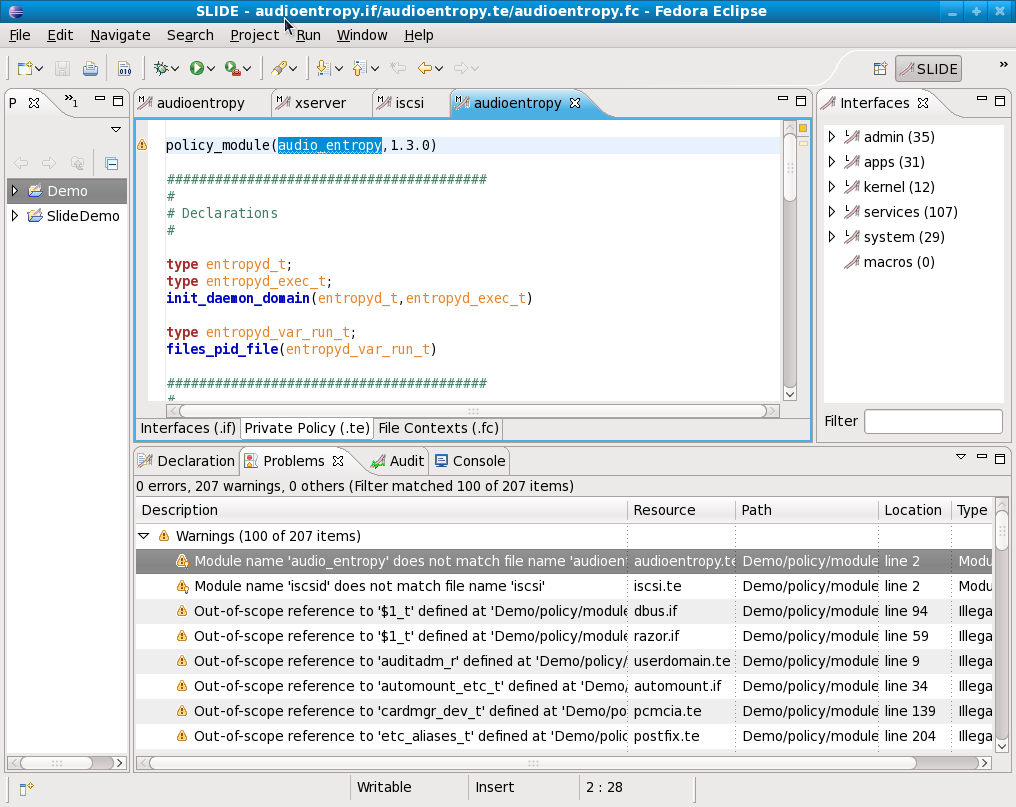 SLIDE - audioentropy.if/audioentropy.te/audioentropy.fc - Fedora Eclipse
File Edit Navigate Search Project Run Window Help
010
SLIDE »
P »1
audioentropy xserver iscsi audioentropy
Interfaces
Demo
SlideDemo
policy_module(audio_entropy,1.3.0)
########################################
#
# Declarations
#
type entropyd_t;
type entropyd_exec_t;
init_daemon_domain(entropyd_t,entropyd_exec_t)
type entropyd_var_run_t;
files_pid_file(entropyd_var_run_t)
########################################
#
Interfaces (.if) Private Policy (.te) File Contexts (.fc)
admin (35)
apps (31)
kernel (12)
services (107)
system (29)
macros (0)
Filter
Declaration Problems Audit Console
0 errors, 207 warnings, 0 others (Filter matched 100 of 207 items)
Description Resource Path Location Type
Warnings (100 of 207 items)
Module name 'audio_entropy' does not match file name 'audioen audioentropy.te Demo/policy/module line 2 Modu
Module name 'iscsid' does not match file name 'iscsi' iscsi.te Demo/policy/module line 2 Modu
Out-of-scope reference to '$1_t' defined at 'Demo/policy/module dbus.if Demo/policy/module line 94 Illega
Out-of-scope reference to '$1_t' defined at 'Demo/policy/module razor.if Demo/policy/module line 59 Illega
Out-of-scope reference to 'auditadm_r' defined at 'Demo/policy/ userdomain.te Demo/policy/module line 9 Illega
Out-of-scope reference to 'automount_etc_t' defined at 'Demo/ automount.if Demo/policy/module line 34 Illega
Out-of-scope reference to 'cardmgr_dev_t' defined at 'Demo/po pcmcia.te Demo/policy/module line 139 Illega
Out-of-scope reference to 'etc_aliases_t' defined at 'Demo/polic postfix.te Demo/policy/module line 204 Illega
Writable Insert 2 : 28